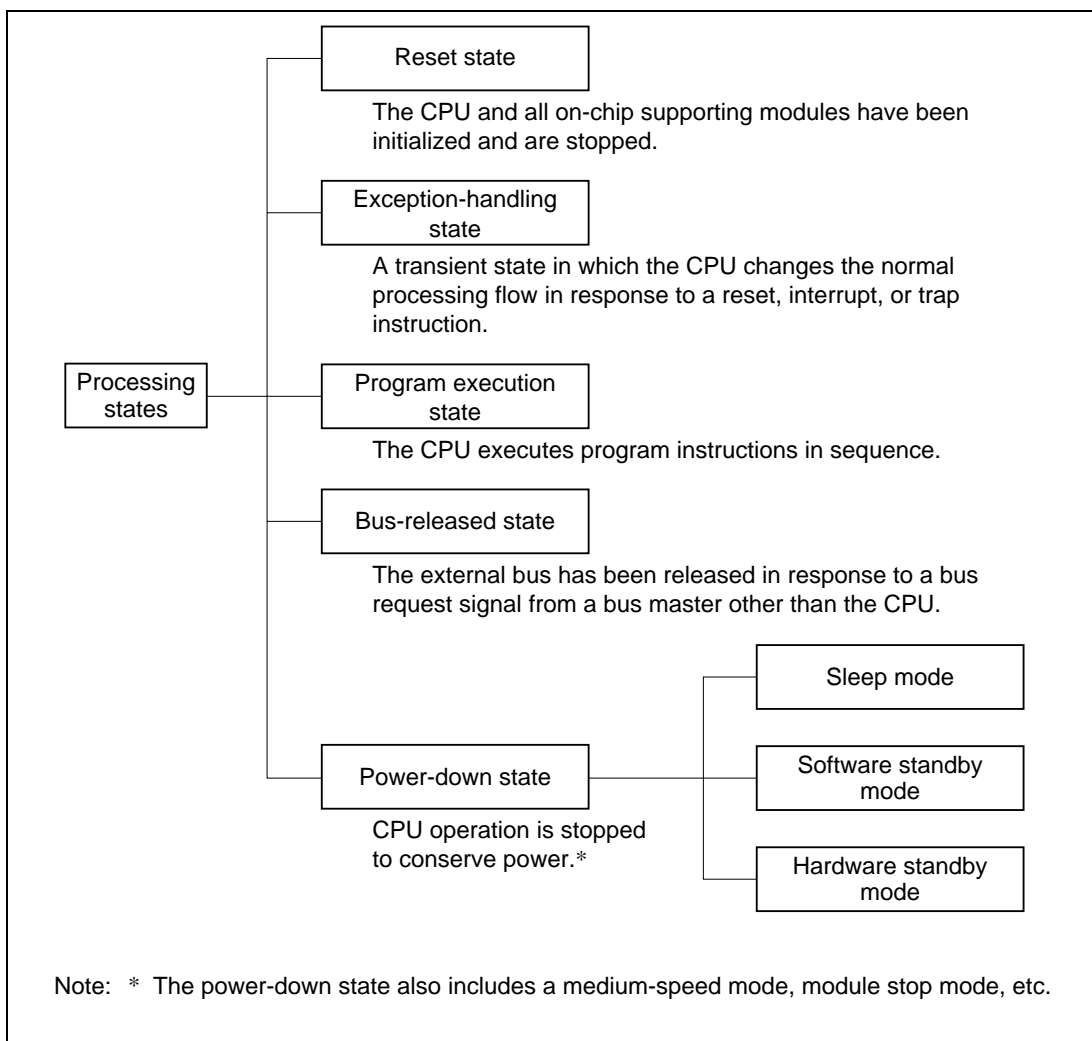 Reset state
The CPU and all on-chip supporting modules have been
initialized and are stopped.
Exception-handling
state
A transient state in which the CPU changes the normal
processing flow in response to a reset, interrupt, or trap
instruction.
Processing
states
Program execution
state
The CPU executes program instructions in sequence.
Bus-released state
The external bus has been released in response to a bus
request signal from a bus master other than the CPU.
Power-down state
CPU operation is stopped
to conserve power.*
Sleep mode
Software standby
mode
Hardware standby
mode
Note: * The power-down state also includes a medium-speed mode, module stop mode, etc.